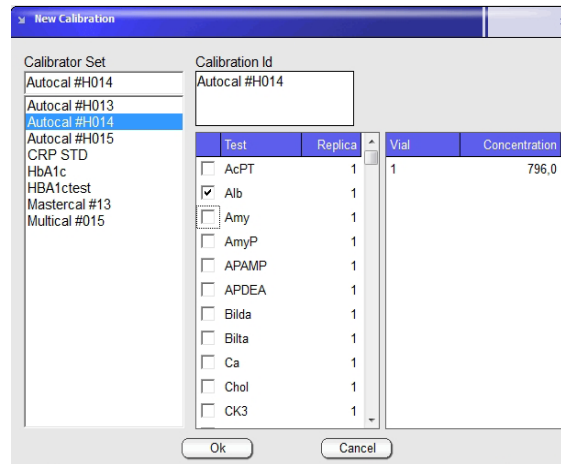 New Calibration
Calibrator Set
Autocal #H014
Autocal #H013
Autocal #H014
Autocal #H015
CRP STD
HbA1c
HBA1ctest
Mastercal #13
Multical #015
Calibration Id
Autocal #H014
Test Replica
AcPT 1
Alb 1
Amy 1
AmyP 1
APAMP 1
APDEA 1
Bilda 1
Bilta 1
Ca 1
Chol 1
CK3 1
Vial Concentration
1 796,0
Ok Cancel